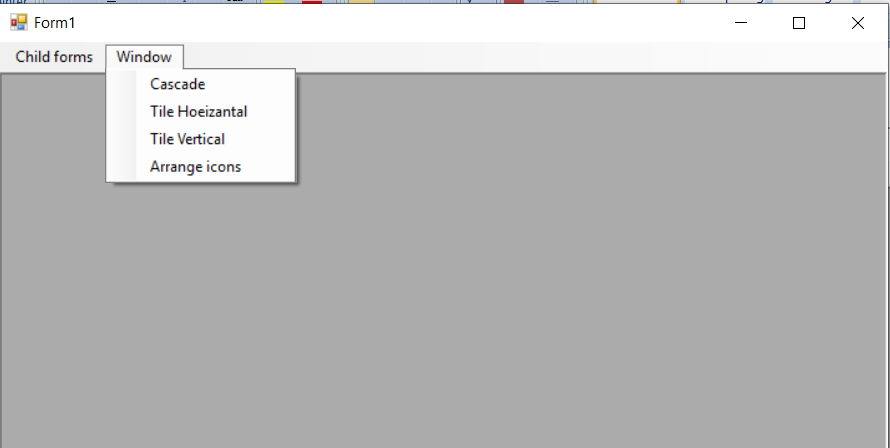 Form1
Child forms Window
Cascade
Tile Hoeizantal
Tile Vertical
Arrange icons